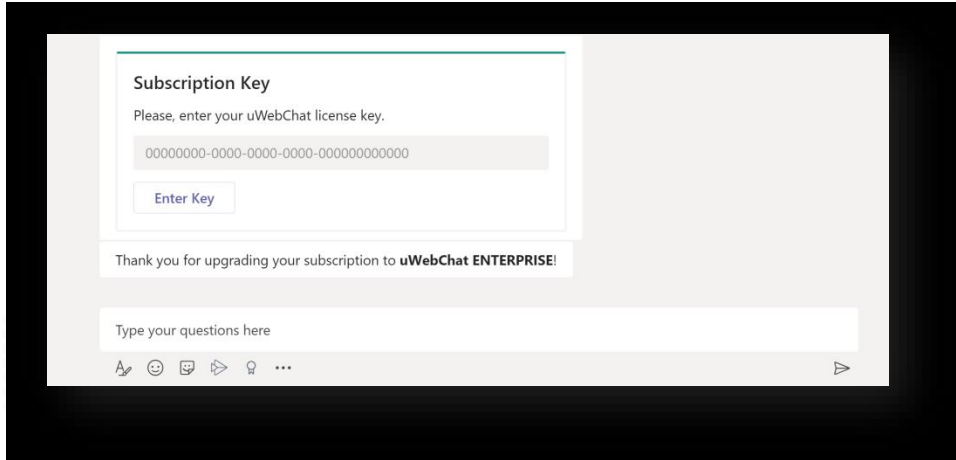 Subscription Key
Please, enter your uWebChat license key.
00000000-0000-0000-0000-000000000000
Enter Key
Thank you for upgrading your subscription to uWebChat ENTERPRISE!
Type your questions here